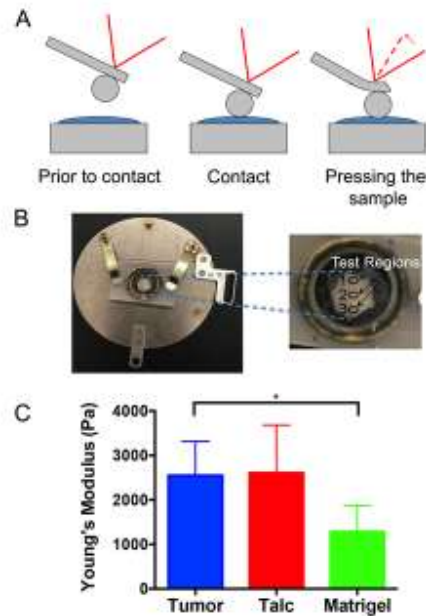 A
Prior to contact
Contact
Pressing the
sample
B
Test Regions
C
Young's Modulus (Pa)
4000
3000
2000
1000
0
*
Tumor
Talc
Matrigel